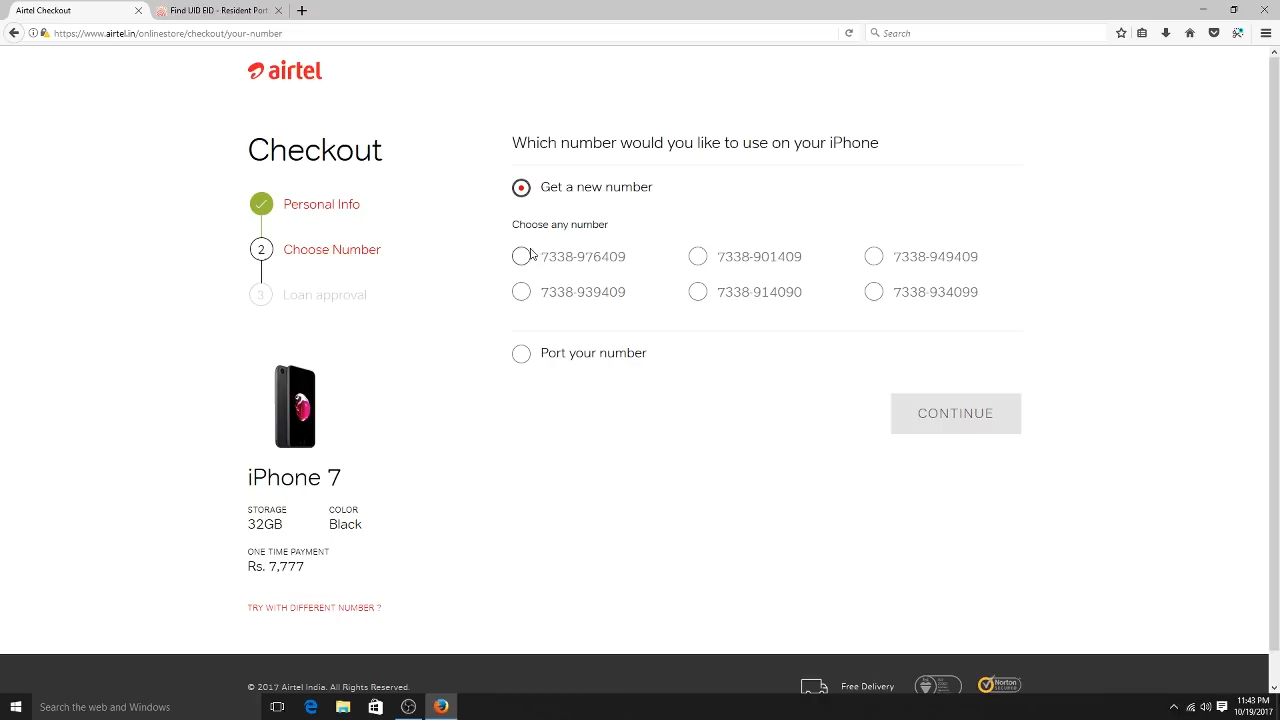 Airtel Checkout
Find UID EID - Resident Port
https://www.airtel.in/onlinestore/checkout/your-number
Search
airtel
Checkout
Personal Info
2 Choose Number
3 Loan approval
Which number would you like to use on your iPhone
Get a new number
Choose any number
7338-976409 7338-901409 7338-949409
7338-939409 7338-914090 7338-934099
Port your number
CONTINUE
iPhone 7
STORAGE COLOR
32GB Black
ONE TIME PAYMENT
Rs. 7,777
TRY WITH DIFFERENT NUMBER ?
© 2017 Airtel India. All Rights Reserved.
Free Delivery
Norton
SECURED
Search the web and Windows
11:43 PM
10/19/2017